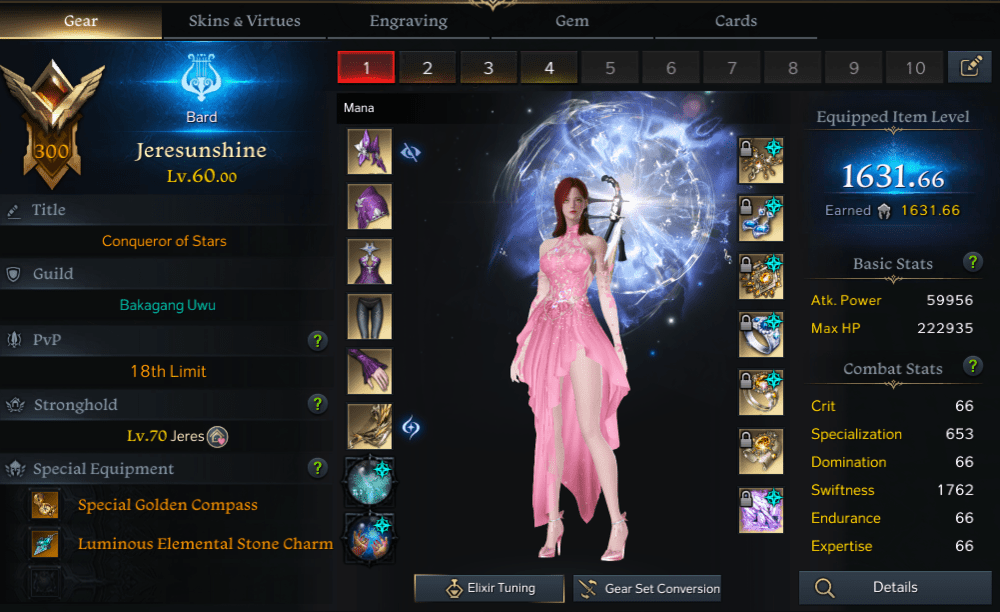 Gear
Skins & Virtues
Engraving
Gem
Cards
1
2
3
4
5
6
7
8
9
10
300
Bard
Jeresunshine
Lv.60.00
Title
Conqueror of Stars
Guild
Bakagang Uwu
PvP
?
18th Limit
Stronghold
?
Lv.70 Jeres
Special Equipment
?
Special Golden Compass
Luminous Elemental Stone Charm
Mana
Elixir Tuning
Gear Set Conversion
Equipped Item Level
1631.66
Earned 1631.66
Basic Stats
?
Atk. Power 59956
Max HP 222935
Combat Stats
?
Crit 66
Specialization 653
Domination 66
Swiftness 1762
Endurance 66
Expertise 66
Details